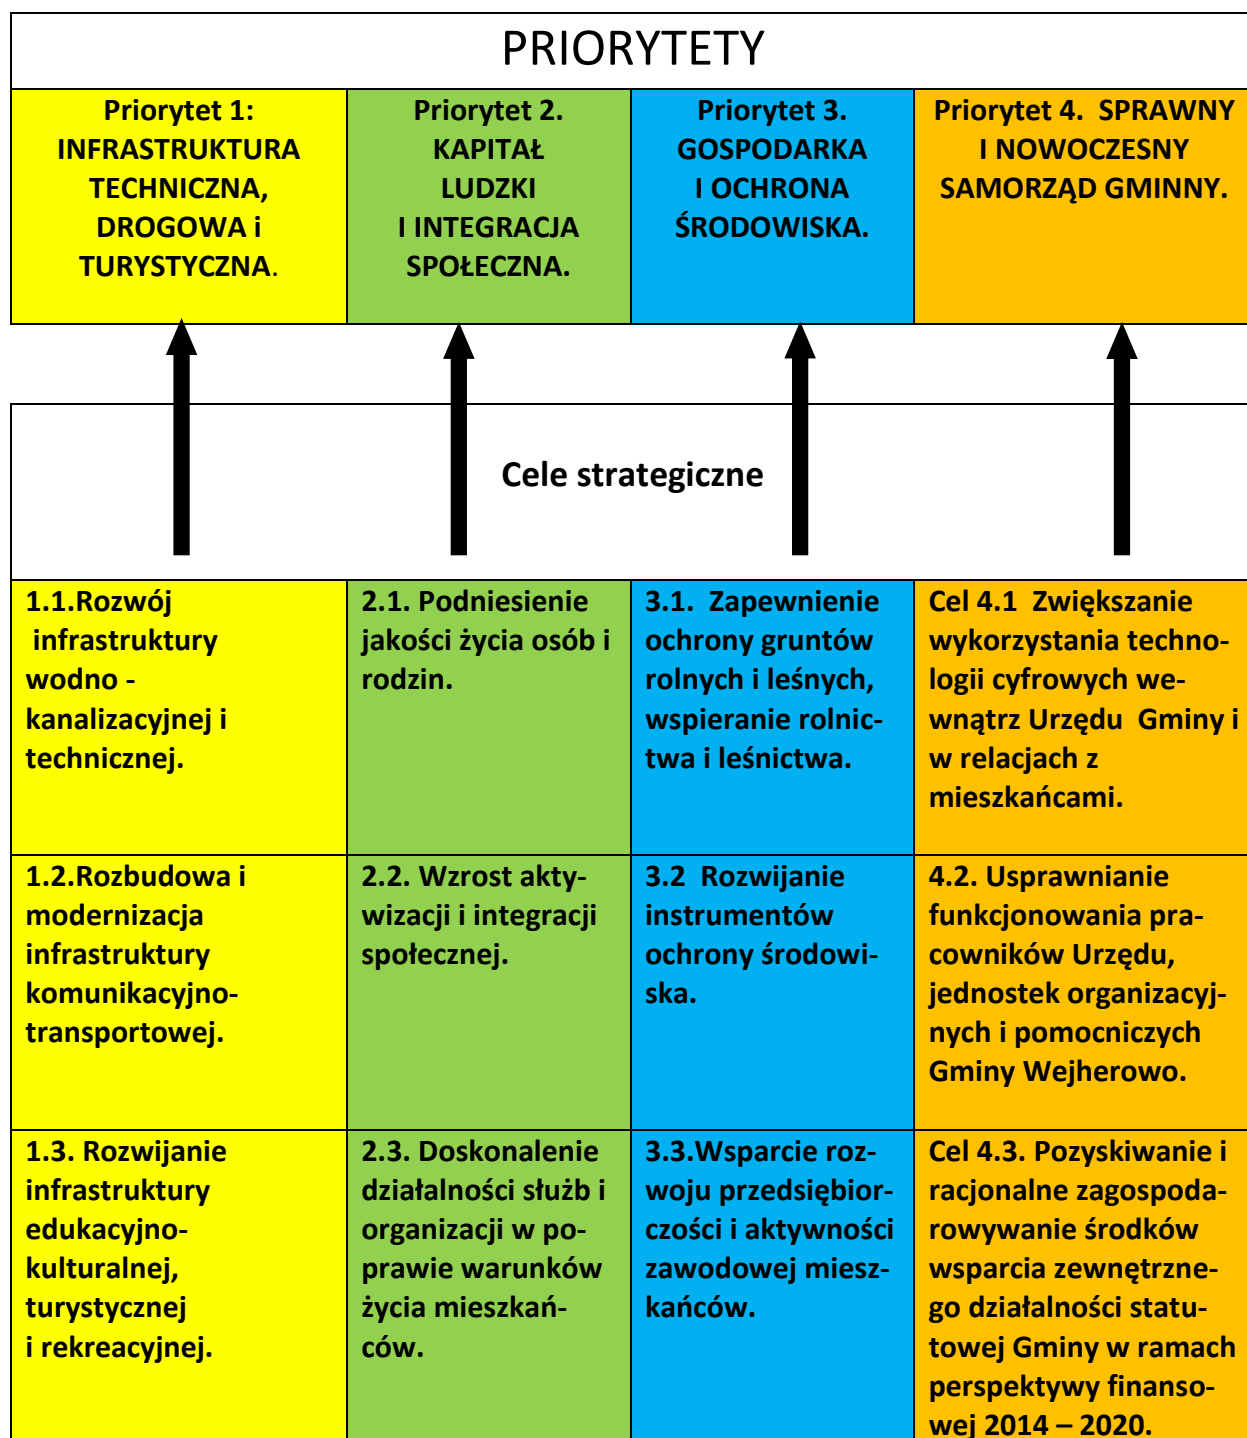 PRIORYTETY
Priorytet 1:
INFRASTRUKTURA
TECHNICZNA,
DROGOWA i
TURYSTYCZNA.
Priorytet 2.
KAPITAŁ
LUDZKI
I INTEGRACJA
SPOŁECZNA.
Priorytet 3.
GOSPODARKA
I OCHRONA
ŚRODOWISKA.
Priorytet 4.  SPRAWNY
I NOWOCZESNY
SAMORZĄD GMINNY.
Cele strategiczne
1.1.Rozwój
infrastruktury
wodno -
kanalizacyjnej i
technicznej.
2.1. Podniesienie
jakości życia osób i
rodzin.
3.1.  Zapewnienie
ochrony gruntów
rolnych i leśnych,
wspieranie rolnic-
twa i leśnictwa.
Cel 4.1  Zwiększanie
wykorzystania techno-
logii cyfrowych we-
wnątrz Urzędu  Gminy i
w relacjach z
mieszkańcami.
1.2.Rozbudowa i
modernizacja
infrastruktury
komunikacyjno-
transportowej.
2.2. Wzrost akty-
wizacji i integracji
społecznej.
3.2  Rozwijanie
instrumentów
ochrony środowi-
ska.
4.2. Usprawnianie
funkcjonowania pra-
cowników Urzędu,
jednostek organizacyj-
nych i pomocniczych
Gminy Wejherowo.
1.3. Rozwijanie
infrastruktury
edukacyjno-
kulturalnej,
turystycznej
i rekreacyjnej.
2.3. Doskonalenie
działalności służb i
organizacji w po-
prawie warunków
życia mieszkań-
ców.
3.3.Wsparcie roz-
woju przedsiębior-
czości i aktywności
zawodowej miesz-
kańców.
Cel 4.3. Pozyskiwanie i
racjonalne zagospoda-
rowywanie środków
wsparcia zewnętrzne-
go działalności statu-
towej Gminy w ramach
perspektywy finanso-
wej 2014 – 2020.